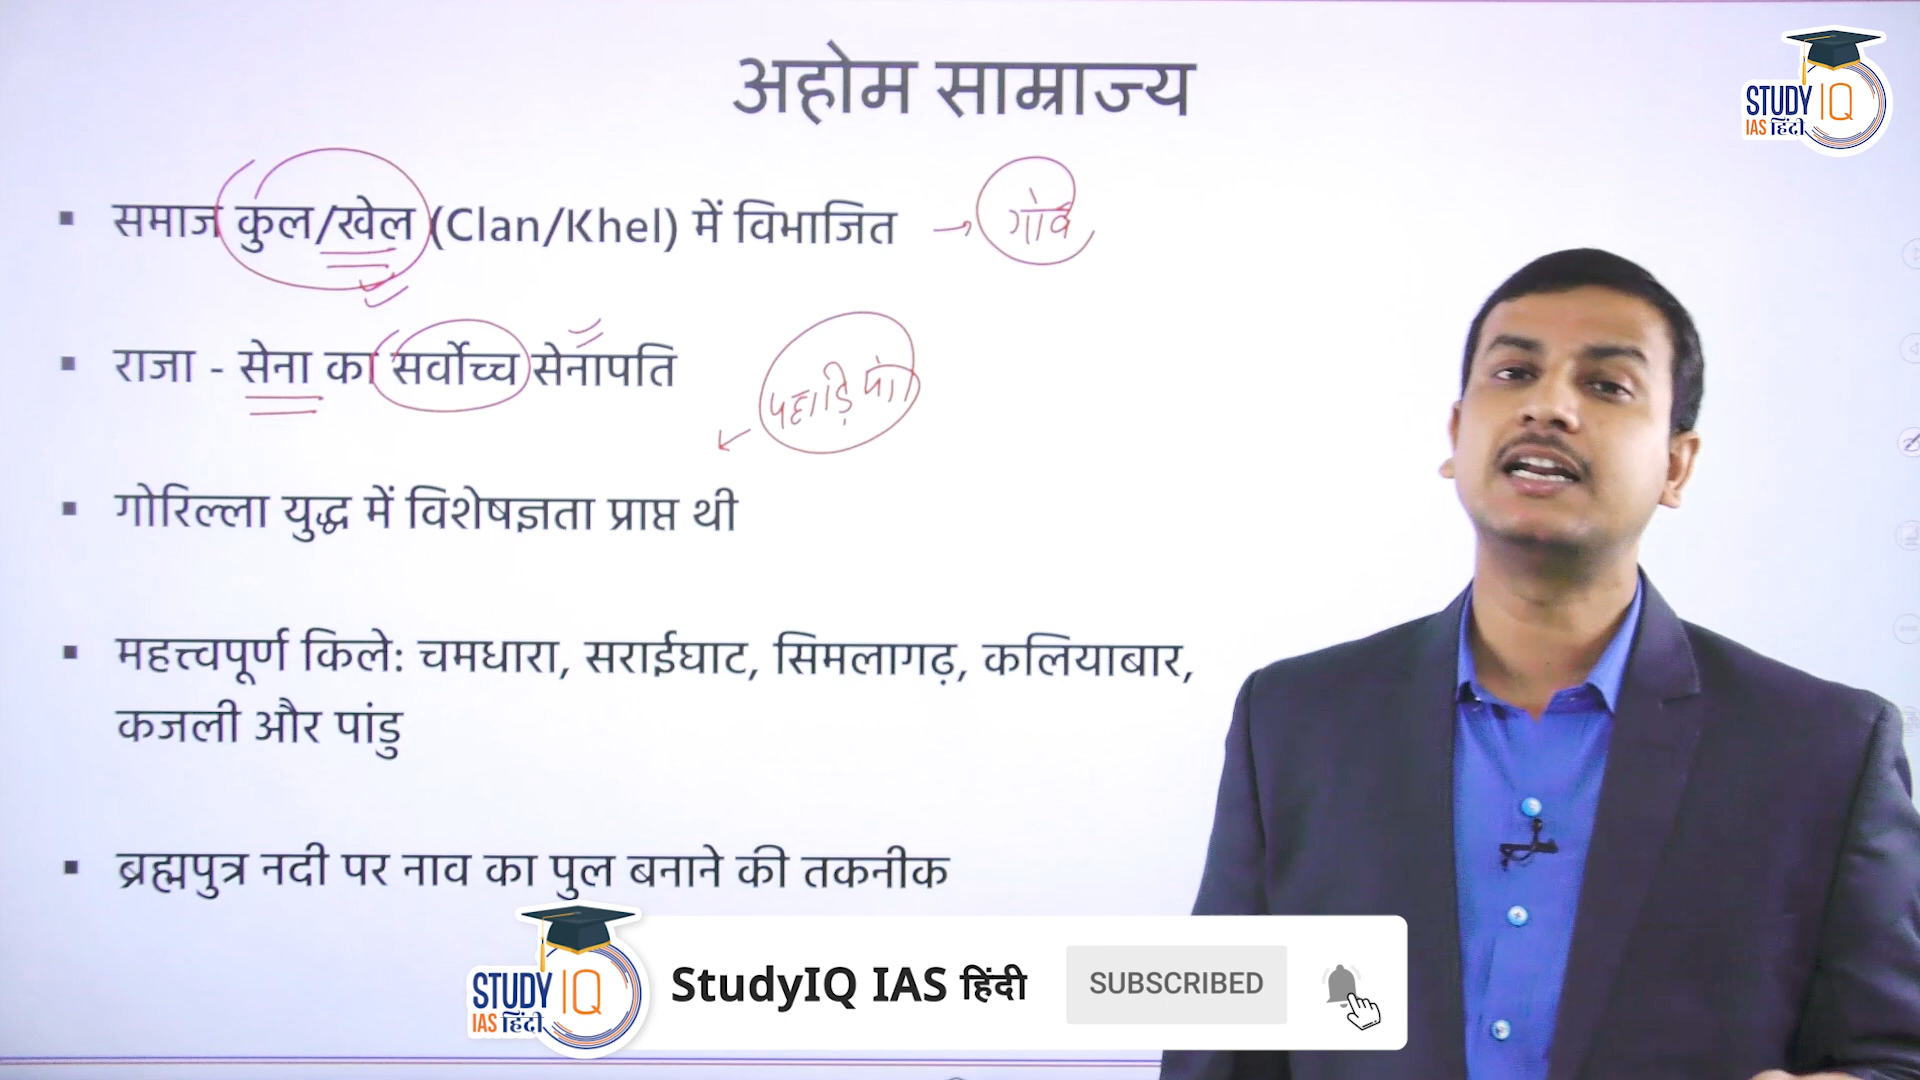 अहोम साम्राज्य
STUDY IQ
IAS हिंदी
▪ समाज कुल/खेल (Clan/Khel) में विभाजित → गांव
▪ राजा - सेना का सर्वोच्च सेनापति
पहाड़ियां
▪ गोरिल्ला युद्ध में विशेषज्ञता प्राप्त थी
▪ महत्त्वपूर्ण किले: चमधारा, सराईघाट, सिमलागढ़, कलियाबार,
कजली और पांडु
▪ ब्रह्मपुत्र नदी पर नाव का पुल बनाने की तकनीक
STUDY IQ
IAS हिंदी
StudyIQ IAS हिंदी
SUBSCRIBED